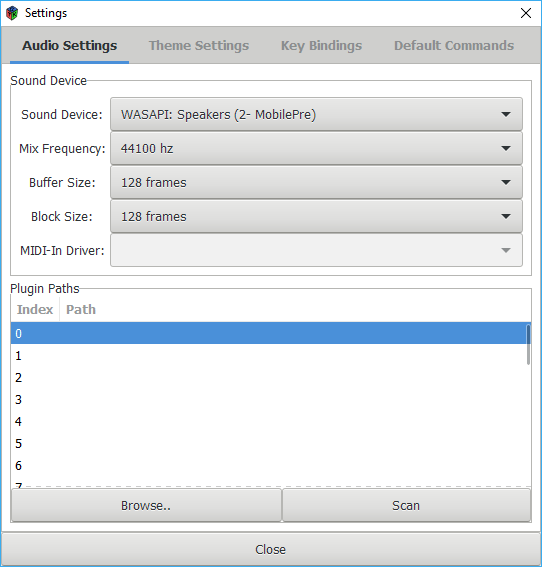 Settings
Audio Settings Theme Settings Key Bindings Default Commands
Sound Device
Sound Device: WASAPI: Speakers (2- MobilePre)
Mix Frequency: 44100 hz
Buffer Size: 128 frames
Block Size: 128 frames
MIDI-In Driver:
Plugin Paths
Index Path
0
1
2
3
4
5
6
7
Browse.. Scan
Close